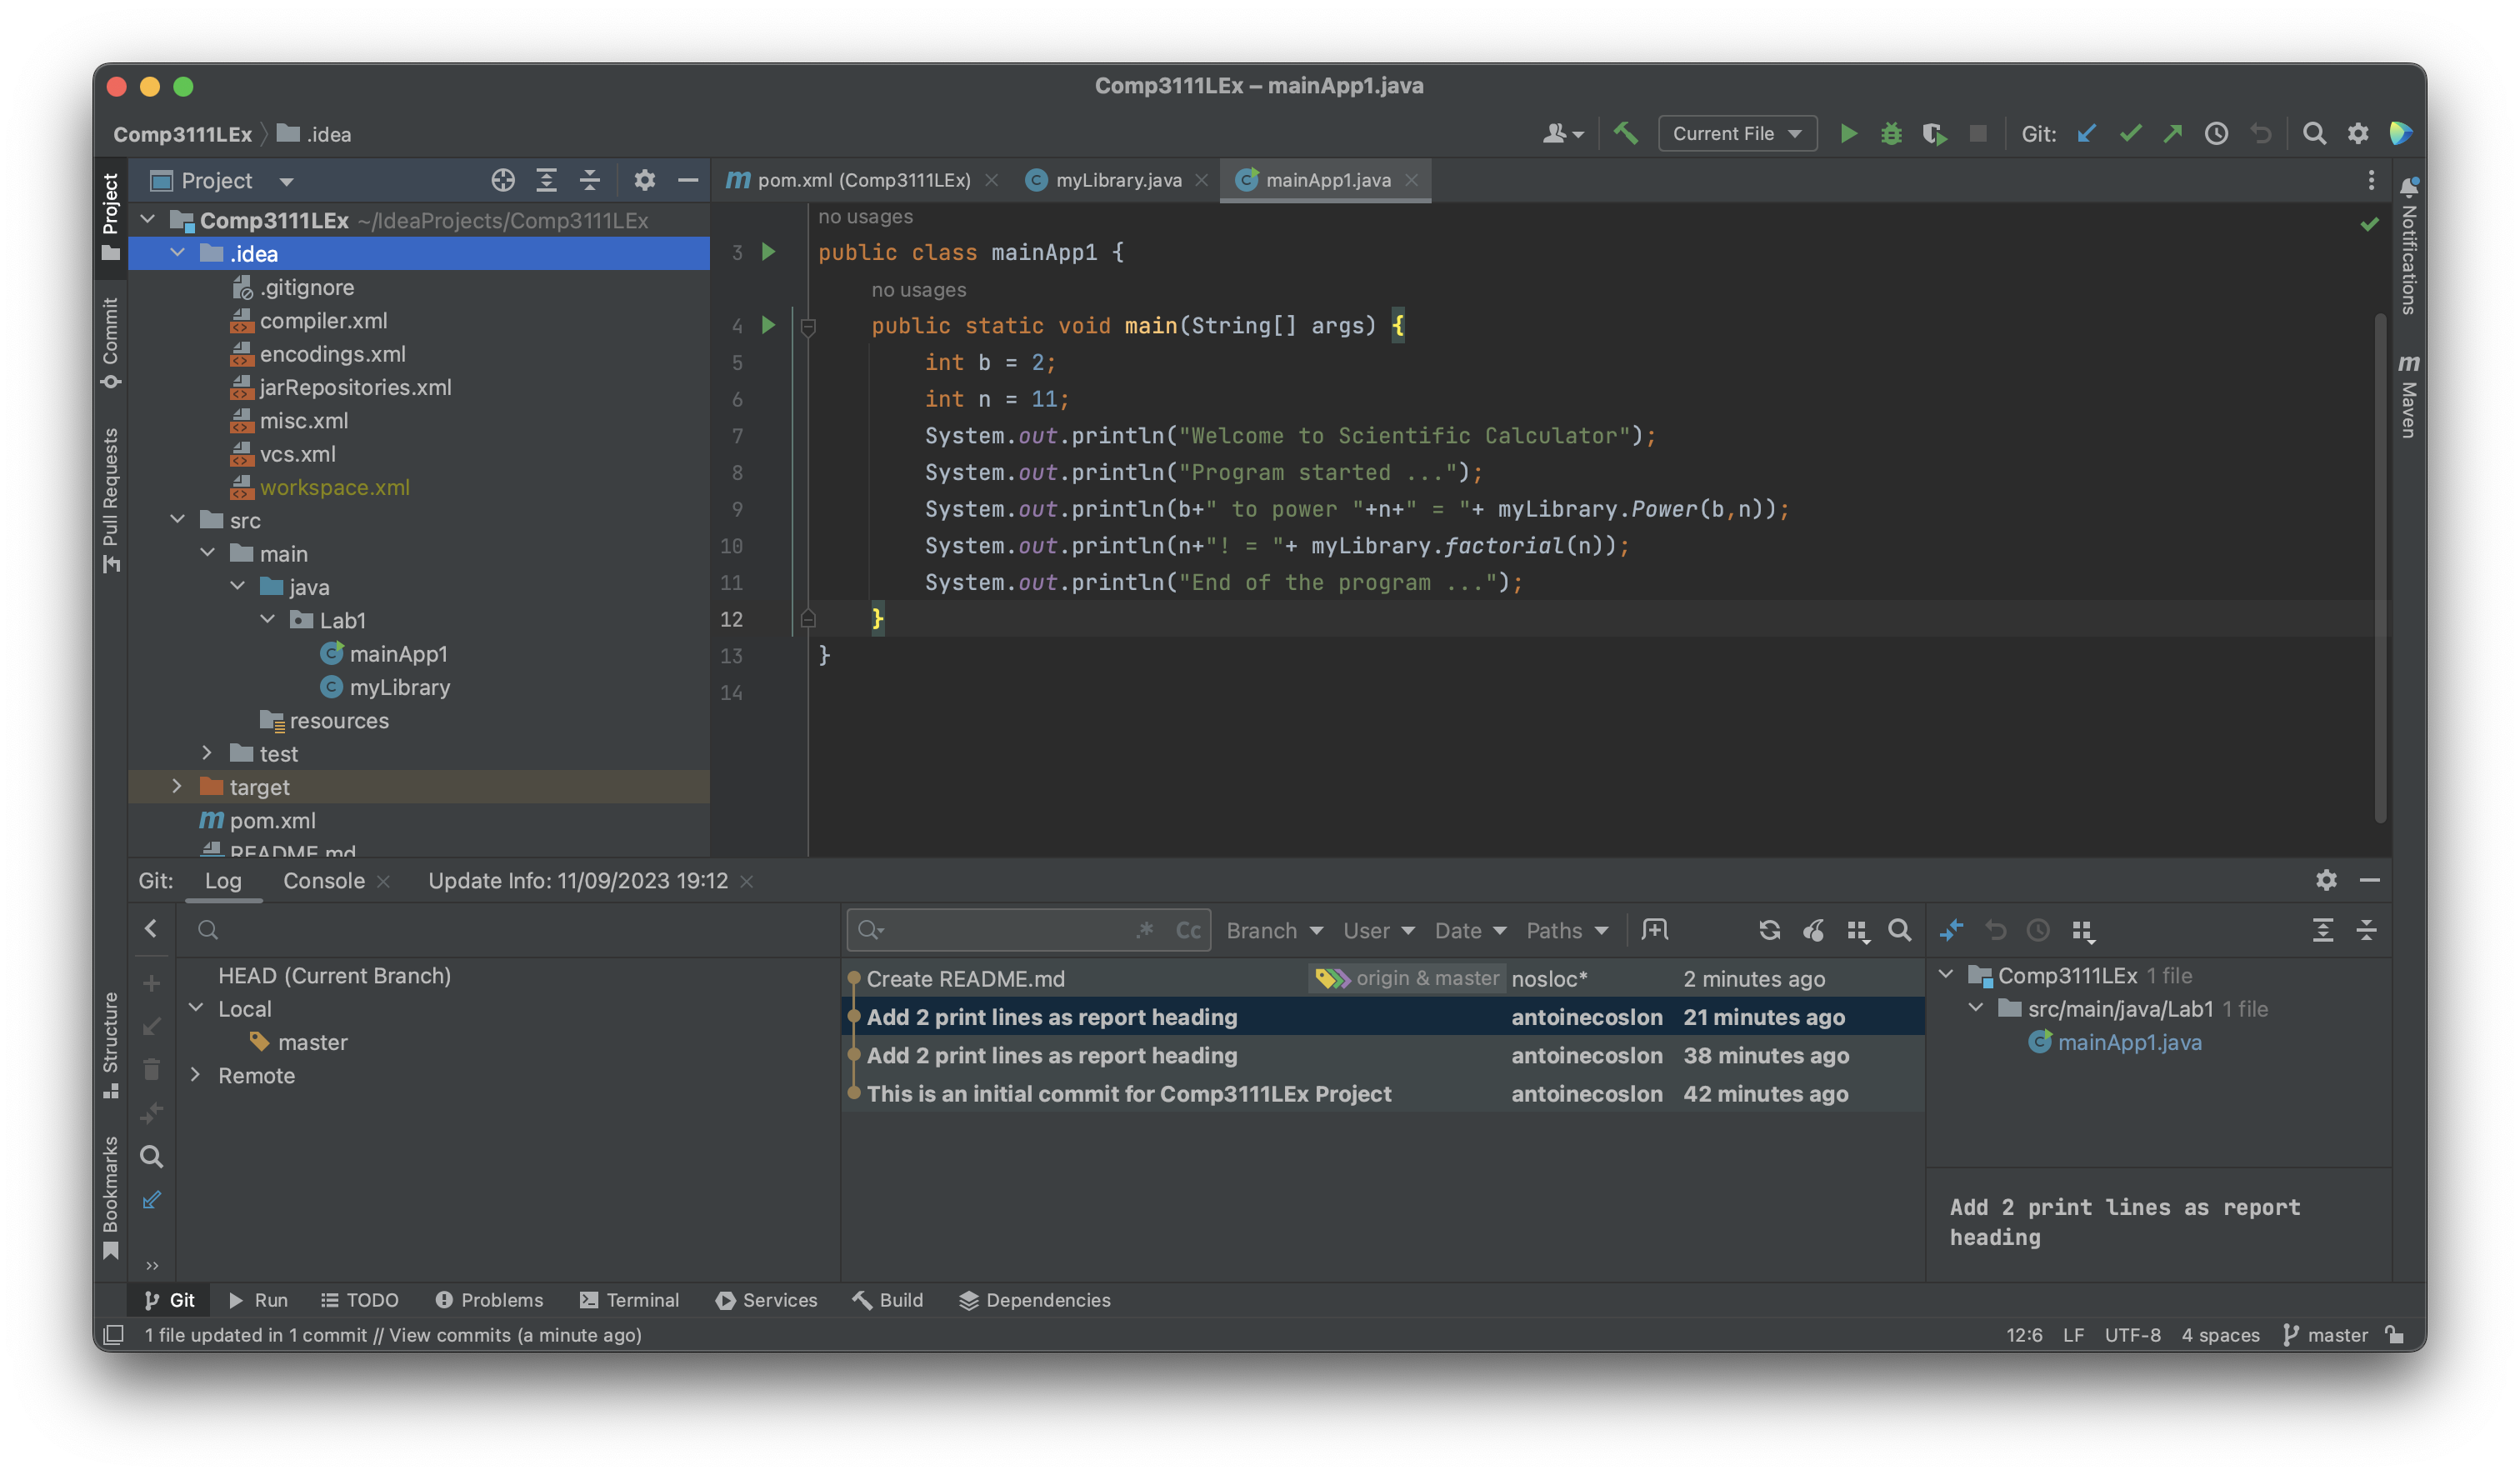 Comp3111LEx – mainApp1.java
Comp3111LEx .idea
Current File Git:
Project
pom.xml (Comp3111LEx) myLibrary.java mainApp1.java
Project
Commit
Pull Requests
Structure
Bookmarks
Comp3111LEx ~/IdeaProjects/Comp3111LEx
.idea
.gitignore
compiler.xml
encodings.xml
jarRepositories.xml
misc.xml
vcs.xml
workspace.xml
src
main
java
Lab1
mainApp1
myLibrary
resources
test
target
pom.xml
README.md
no usages
3 public class mainApp1 {
no usages
4 public static void main(String[] args) {
5 int b = 2;
6 int n = 11;
7 System.out.println("Welcome to Scientific Calculator");
8 System.out.println("Program started ...");
9 System.out.println(b+" to power "+n+" = "+ myLibrary.Power(b,n));
10 System.out.println(n+"! = "+ myLibrary.factorial(n));
11 System.out.println("End of the program ...");
12 }
13 }
14
Notifications
Maven
Git: Log Console Update Info: 11/09/2023 19:12
HEAD (Current Branch)
Local
master
Remote
.* Cc Branch User Date Paths
Create README.md origin & master nosloc* 2 minutes ago
Add 2 print lines as report heading antoinecoslon 21 minutes ago
Add 2 print lines as report heading antoinecoslon 38 minutes ago
This is an initial commit for Comp3111LEx Project antoinecoslon 42 minutes ago
Comp3111LEx 1 file
src/main/java/Lab1 1 file
mainApp1.java
Add 2 print lines as report
heading
Git Run TODO Problems Terminal Services Build Dependencies
1 file updated in 1 commit // View commits (a minute ago) 12:6 LF UTF-8 4 spaces master